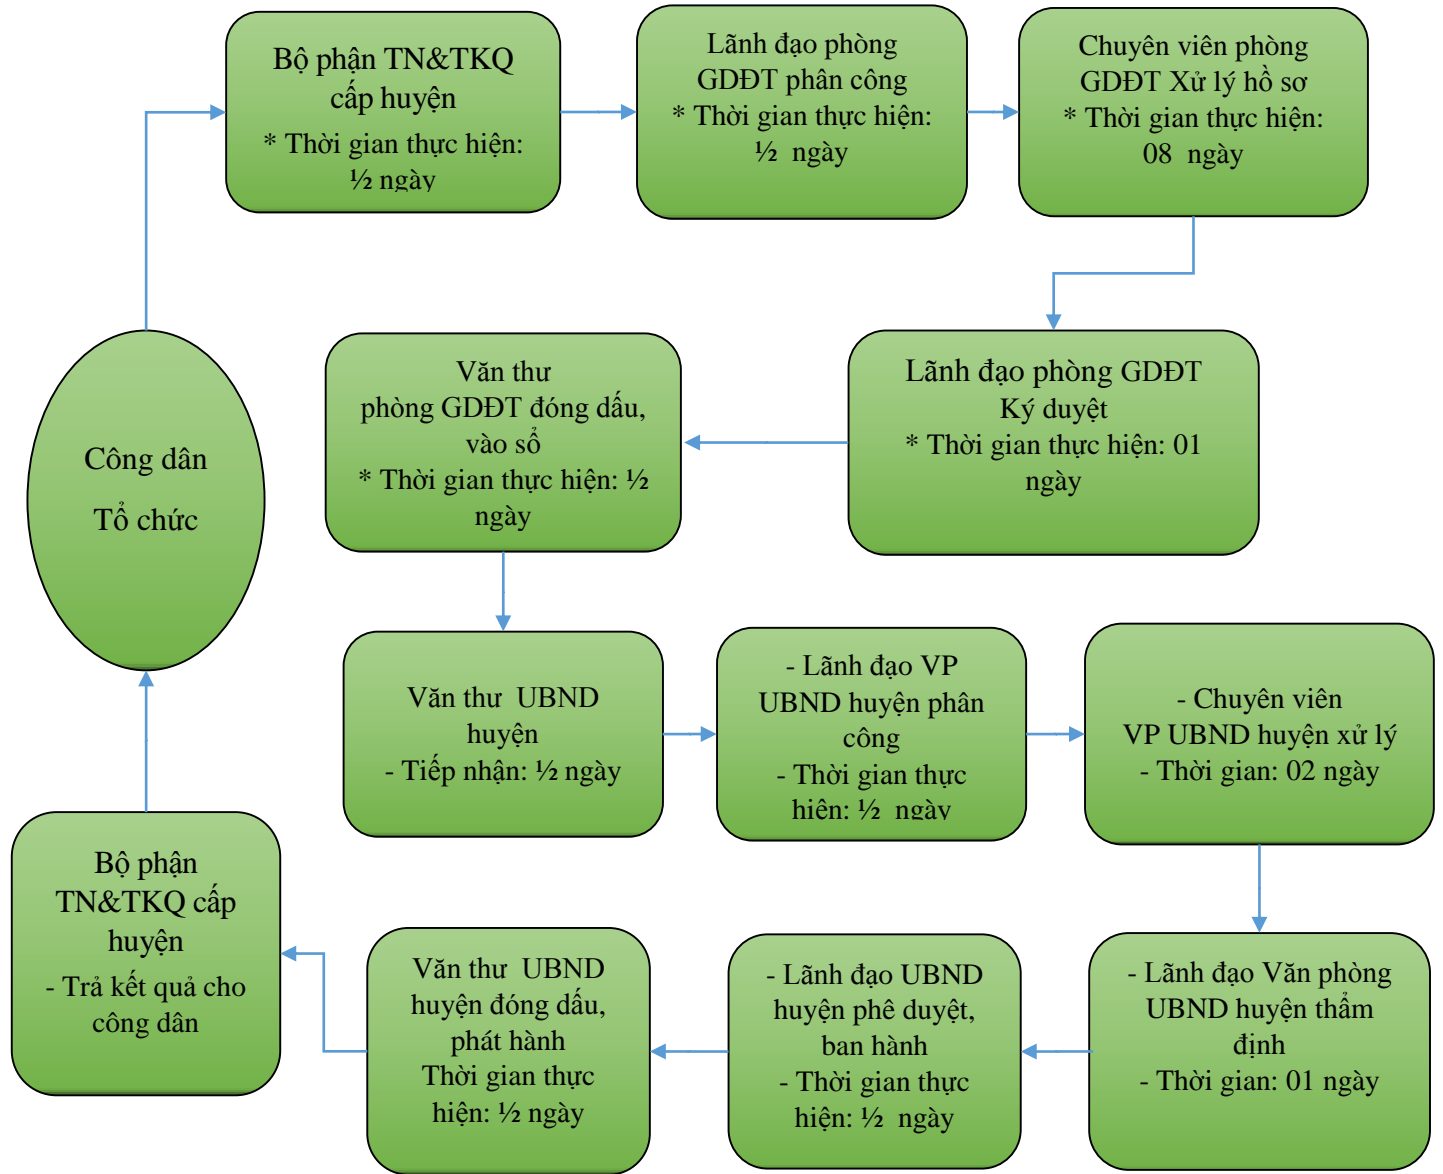 Bộ phận TN&TKQ
cấp huyện
* Thời gian thực hiện:
½ ngày
Lãnh đạo phòng
GDĐT phân công
* Thời gian thực hiện:
½ ngày
Chuyên viên phòng
GDĐT Xử lý hồ sơ
* Thời gian thực hiện:
08 ngày
Lãnh đạo phòng GDĐT
Ký duyệt
* Thời gian thực hiện: 01
ngày
Văn thư
phòng GDĐT đóng dấu,
vào sổ
* Thời gian thực hiện: ½
ngày
Công dân
Tổ chức
Văn thư UBND
huyện
- Tiếp nhận: ½ ngày
- Lãnh đạo VP
UBND huyện phân
công
- Thời gian thực
hiện: ½ ngày
- Chuyên viên
VP UBND huyện xử lý
- Thời gian: 02 ngày
- Lãnh đạo Văn phòng
UBND huyện thẩm
định
- Thời gian: 01 ngày
- Lãnh đạo UBND
huyện phê duyệt,
ban hành
- Thời gian thực
hiện: ½ ngày
Văn thư UBND
huyện đóng dấu,
phát hành
Thời gian thực
hiện: ½ ngày
Bộ phận
TN&TKQ cấp
huyện
- Trả kết quả cho
công dân